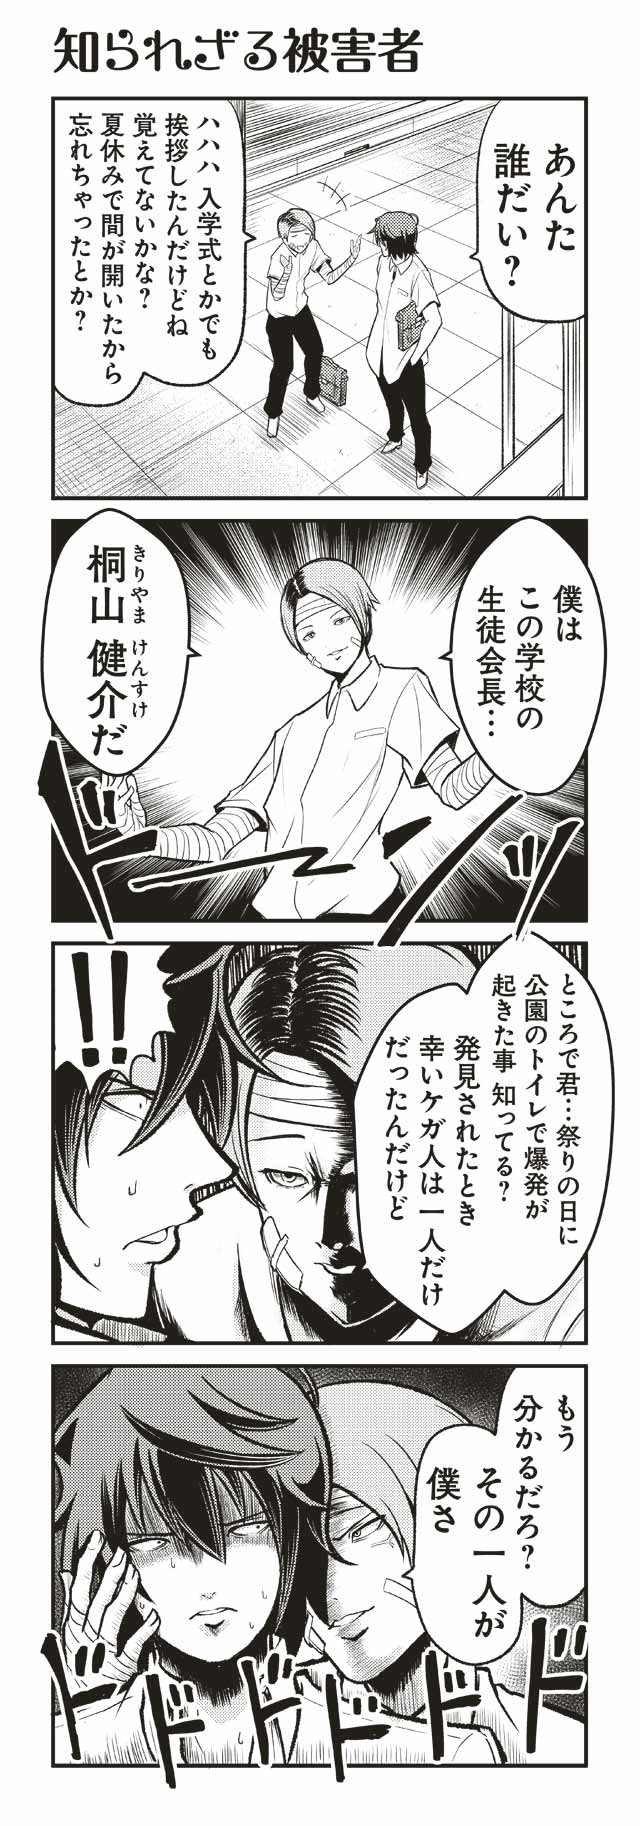 知られざる被害者
あんた
誰だい？
ハハハ 入学式とかでも
挨拶したんだけどね
覚えてないかな？
夏休みで間が開いたから
忘れちゃったとか？
僕は
この学校の
生徒会長…
桐山 健介だ
きりやま けんすけ
ドーン
ところで君…祭りの日に
公園のトイレで爆発が
起きた事 知ってる？
発見されたとき
幸いケガ人は一人だけ
だったんだけど
!!
もう
分かるだろ？
その一人が
僕さ
ドドドドドド